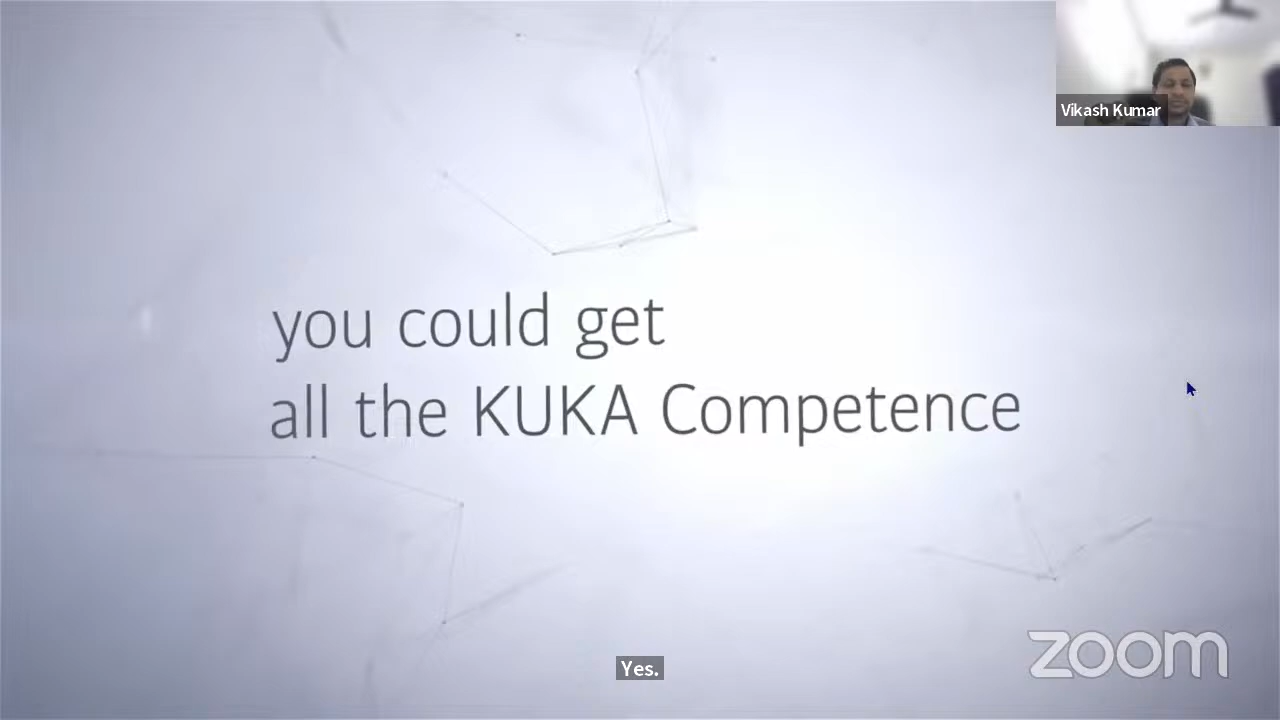 Vikash Kumar
you could get
all the KUKA Competence
Yes.
zoom